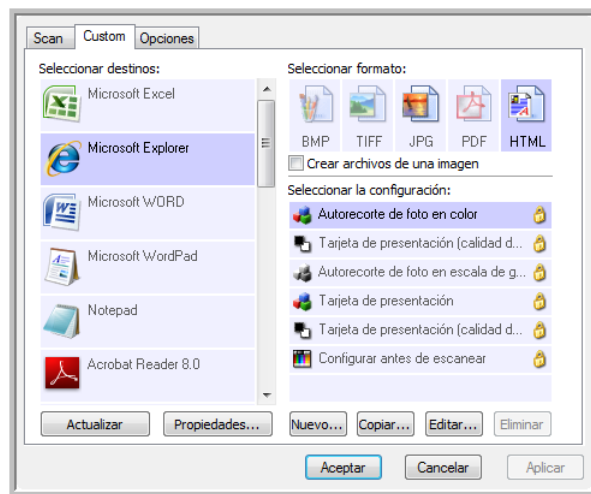 Scan Custom Opciones
Seleccionar destinos:
Microsoft Excel
Microsoft Explorer
Microsoft WORD
Microsoft WordPad
Notepad
Acrobat Reader 8.0
Actualizar Propiedades...
Seleccionar formato:
BMP TIFF JPG PDF HTML
Crear archivos de una imagen
Seleccionar la configuración:
Autorecorte de foto en color
Tarjeta de presentación (calidad d...
Autorecorte de foto en escala de g...
Tarjeta de presentación
Tarjeta de presentación (calidad d...
Configurar antes de escanear
Nuevo... Copiar... Editar... Eliminar
Aceptar Cancelar Aplicar